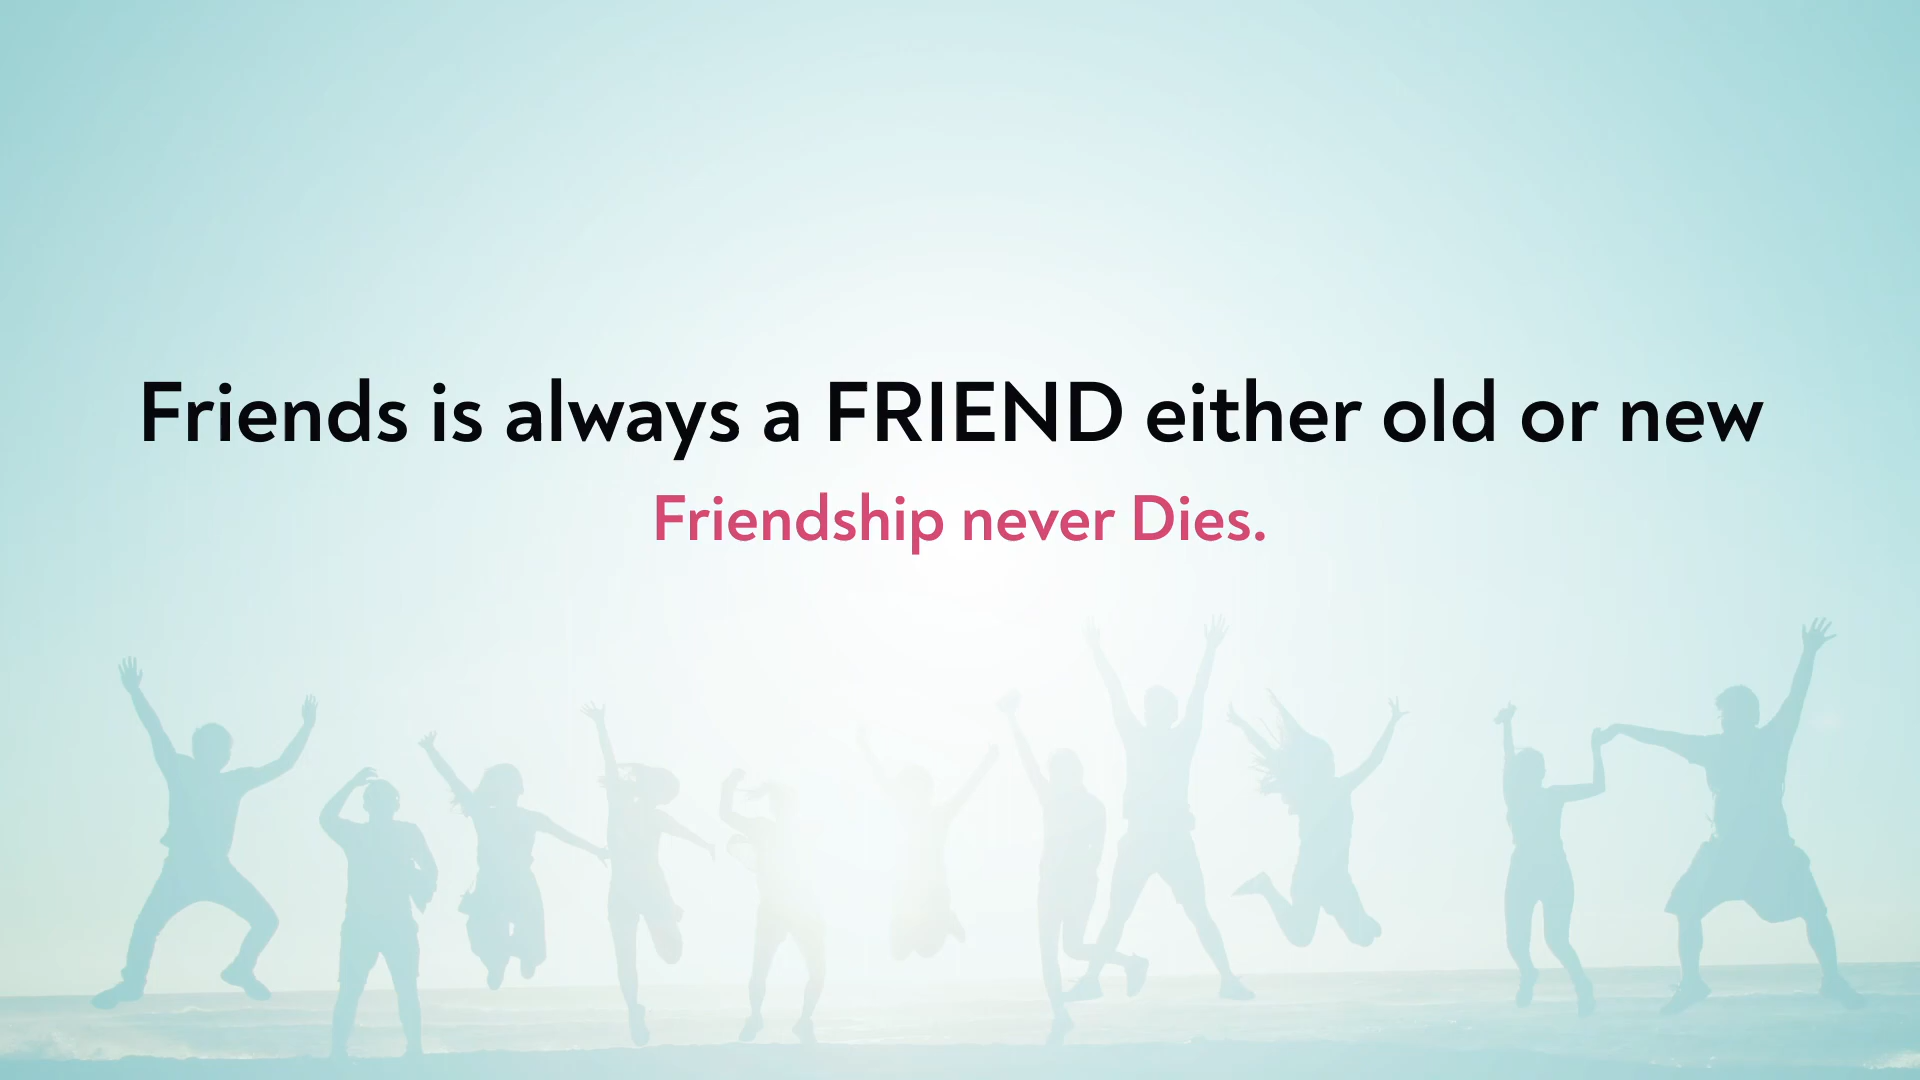 Friends is always a FRIEND either old or new
Friendship never Dies.